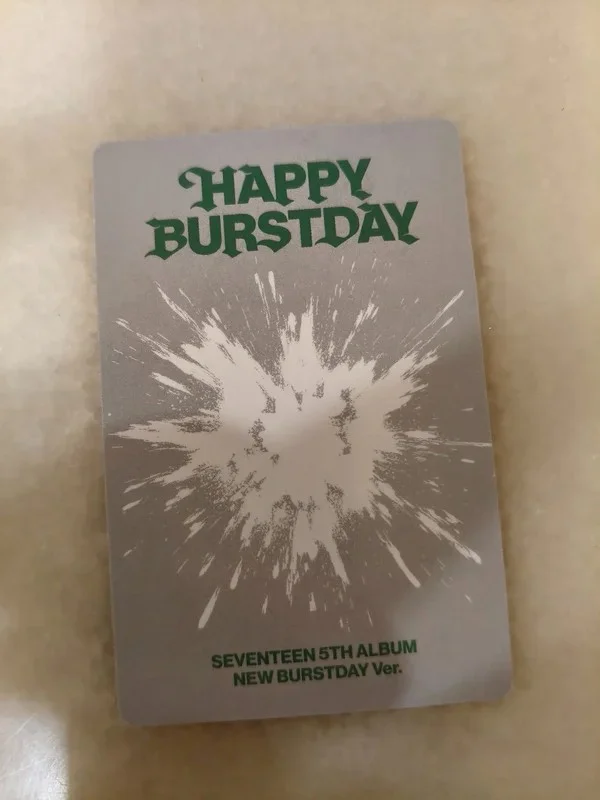 HAPPY
BURSTDAY
SEVENTEEN 5TH ALBUM
NEW BURSTDAY Ver.